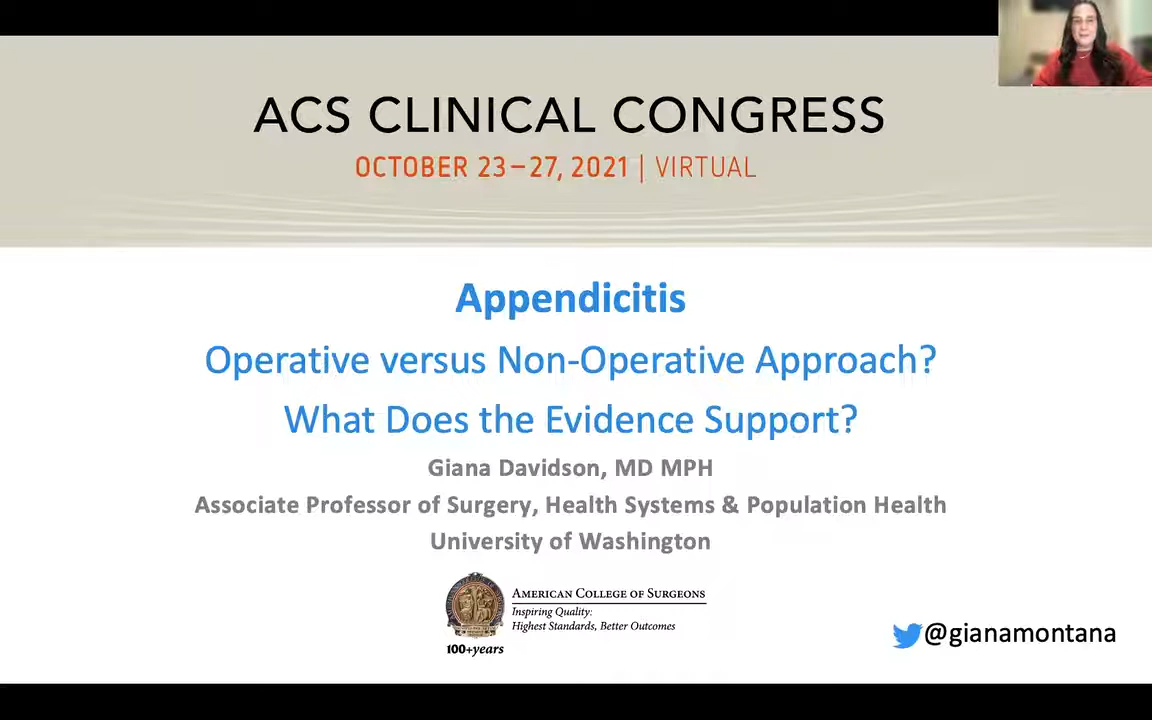 ACS CLINICAL CONGRESS
OCTOBER 23–27, 2021 | VIRTUAL
Appendicitis
Operative versus Non-Operative Approach?
What Does the Evidence Support?
Giana Davidson, MD MPH
Associate Professor of Surgery, Health Systems & Population Health
University of Washington
AMERICAN COLLEGE OF SURGEONS
Inspiring Quality:
Highest Standards, Better Outcomes
100+years
@gianamontana